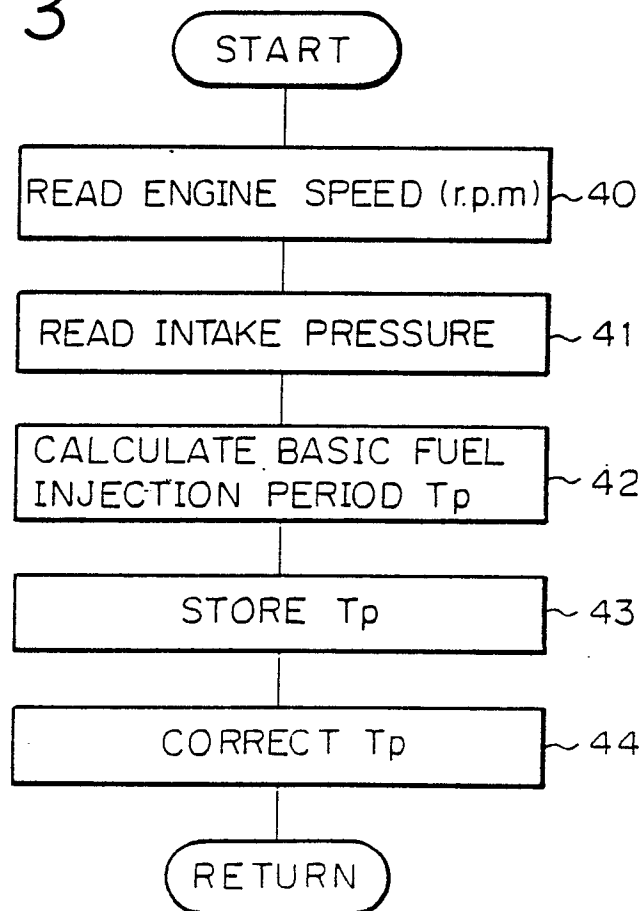 3
START
READ ENGINE SPEED (r.p.m)
40
READ INTAKE PRESSURE
41
CALCULATE BASIC FUEL
INJECTION PERIOD Tp
42
STORE Tp
43
CORRECT Tp
44
RETURN